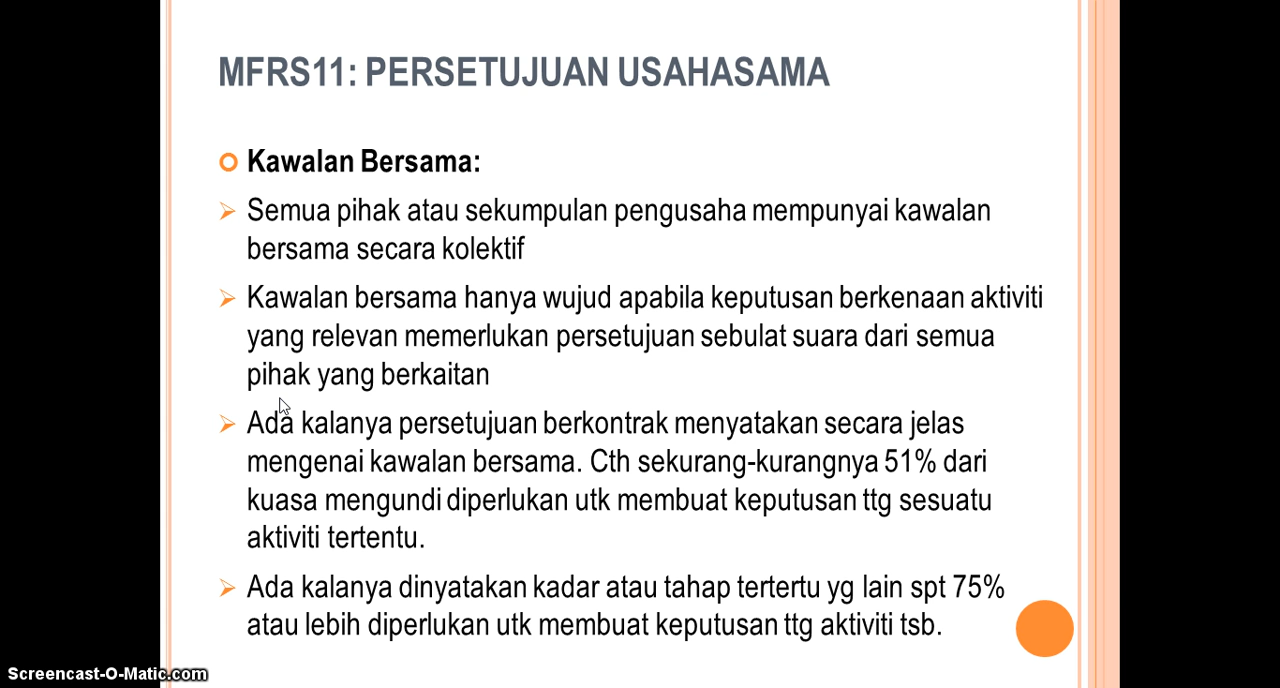 MFRS11: PERSETUJUAN USAHASAMA
Kawalan Bersama:
Semua pihak atau sekumpulan pengusaha mempunyai kawalan
bersama secara kolektif
Kawalan bersama hanya wujud apabila keputusan berkenaan aktiviti
yang relevan memerlukan persetujuan sebulat suara dari semua
pihak yang berkaitan
Ada kalanya persetujuan berkontrak menyatakan secara jelas
mengenai kawalan bersama. Cth sekurang-kurangnya 51% dari
kuasa mengundi diperlukan utk membuat keputusan ttg sesuatu
aktiviti tertentu.
Ada kalanya dinyatakan kadar atau tahap tertertu yg lain spt 75%
atau lebih diperlukan utk membuat keputusan ttg aktiviti tsb.
Screencast-O-Matic.com